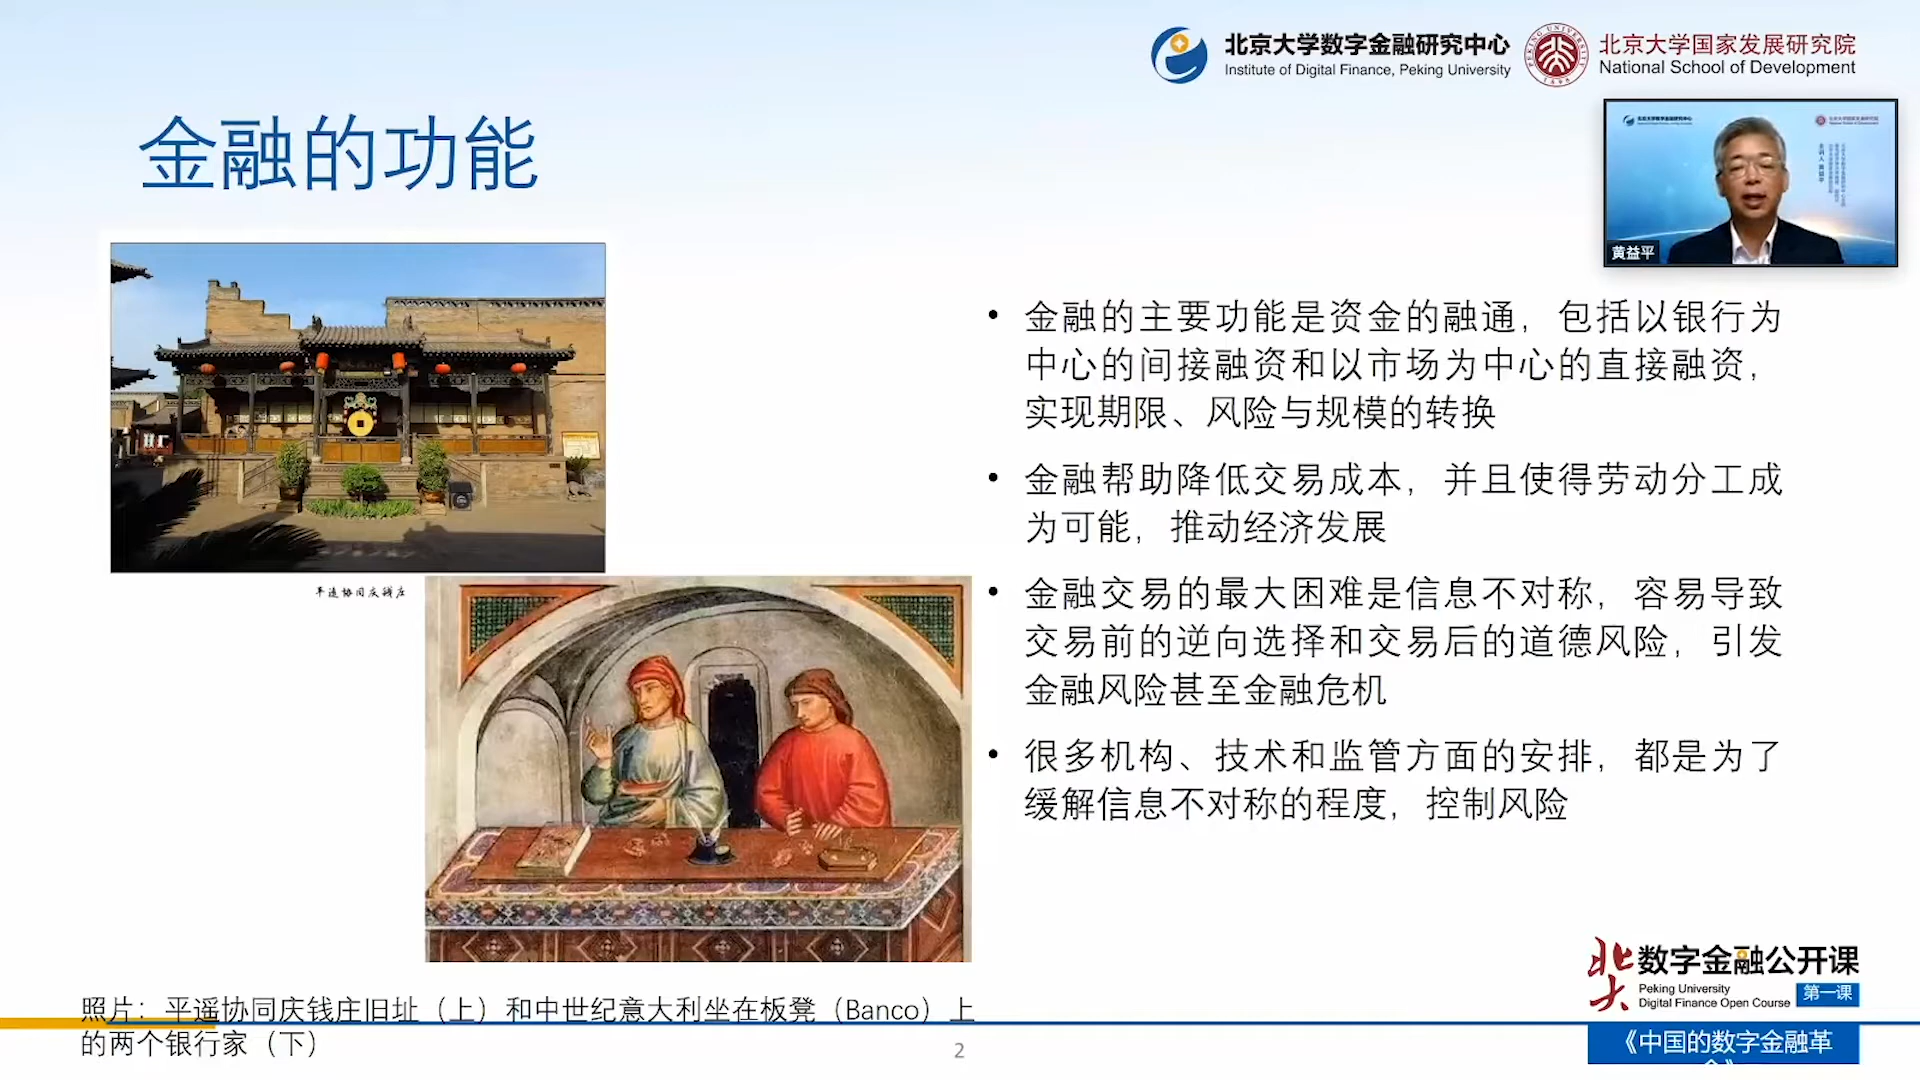 北京大学数字金融研究中心
Institute of Digital Finance, Peking University
北京大学国家发展研究院
National School of Development
金融的功能
黄益平
金融的主要功能是资金的融通，包括以银行为
中心的间接融资和以市场为中心的直接融资，
实现期限、风险与规模的转换
金融帮助降低交易成本，并且使得劳动分工成
为可能，推动经济发展
金融交易的最大困难是信息不对称，容易导致
交易前的逆向选择和交易后的道德风险，引发
金融风险甚至金融危机
很多机构、技术和监管方面的安排，都是为了
缓解信息不对称的程度，控制风险
平遥协同庆钱庄
照片：平遥协同庆钱庄旧址（上）和中世纪意大利坐在板凳（Banco）上
的两个银行家（下）
2
北大
数字金融公开课
Peking University
Digital Finance Open Course
第一课
《中国的数字金融革